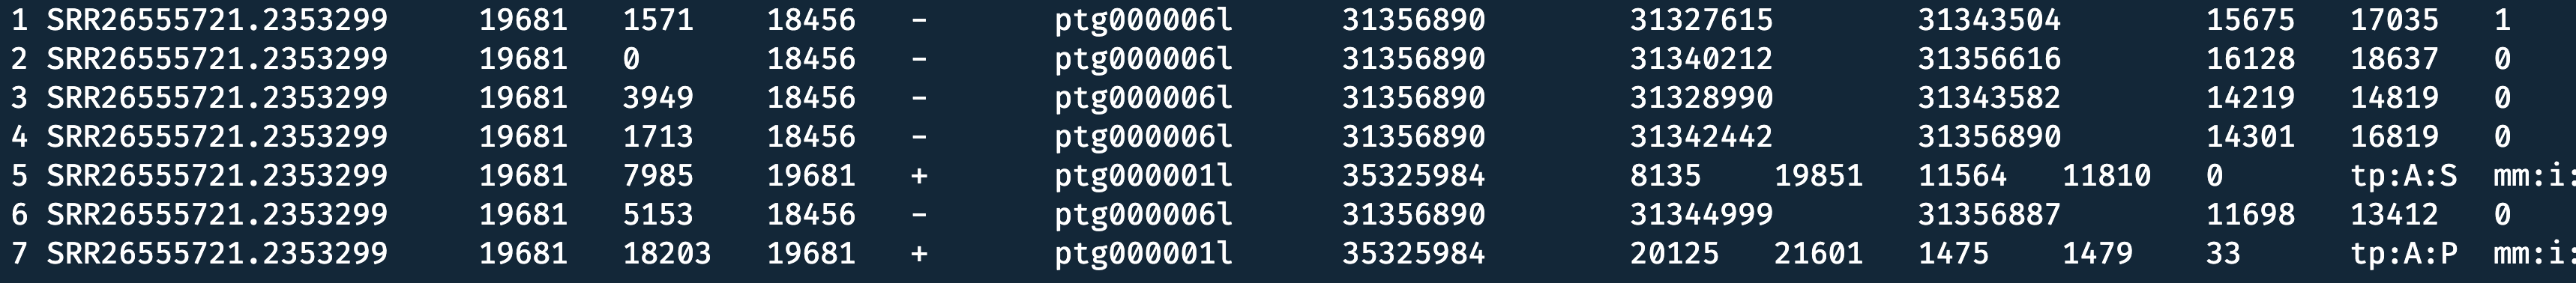 1 SRR26555721.2353299 19681 1571 18456 - ptg000006l 31356890 31327615 31343504 15675 17035 1
2 SRR26555721.2353299 19681 0 18456 - ptg000006l 31356890 31340212 31356616 16128 18637 0
3 SRR26555721.2353299 19681 3949 18456 - ptg000006l 31356890 31328990 31343582 14219 14819 0
4 SRR26555721.2353299 19681 1713 18456 - ptg000006l 31356890 31342442 31356890 14301 16819 0
5 SRR26555721.2353299 19681 7985 19681 + ptg000001l 35325984 8135 19851 11564 11810 0 tp:A:S mm:i:
6 SRR26555721.2353299 19681 5153 18456 - ptg000006l 31356890 31344999 31356887 11698 13412 0
7 SRR26555721.2353299 19681 18203 19681 + ptg000001l 35325984 20125 21601 1475 1479 33 tp:A:P mm:i: